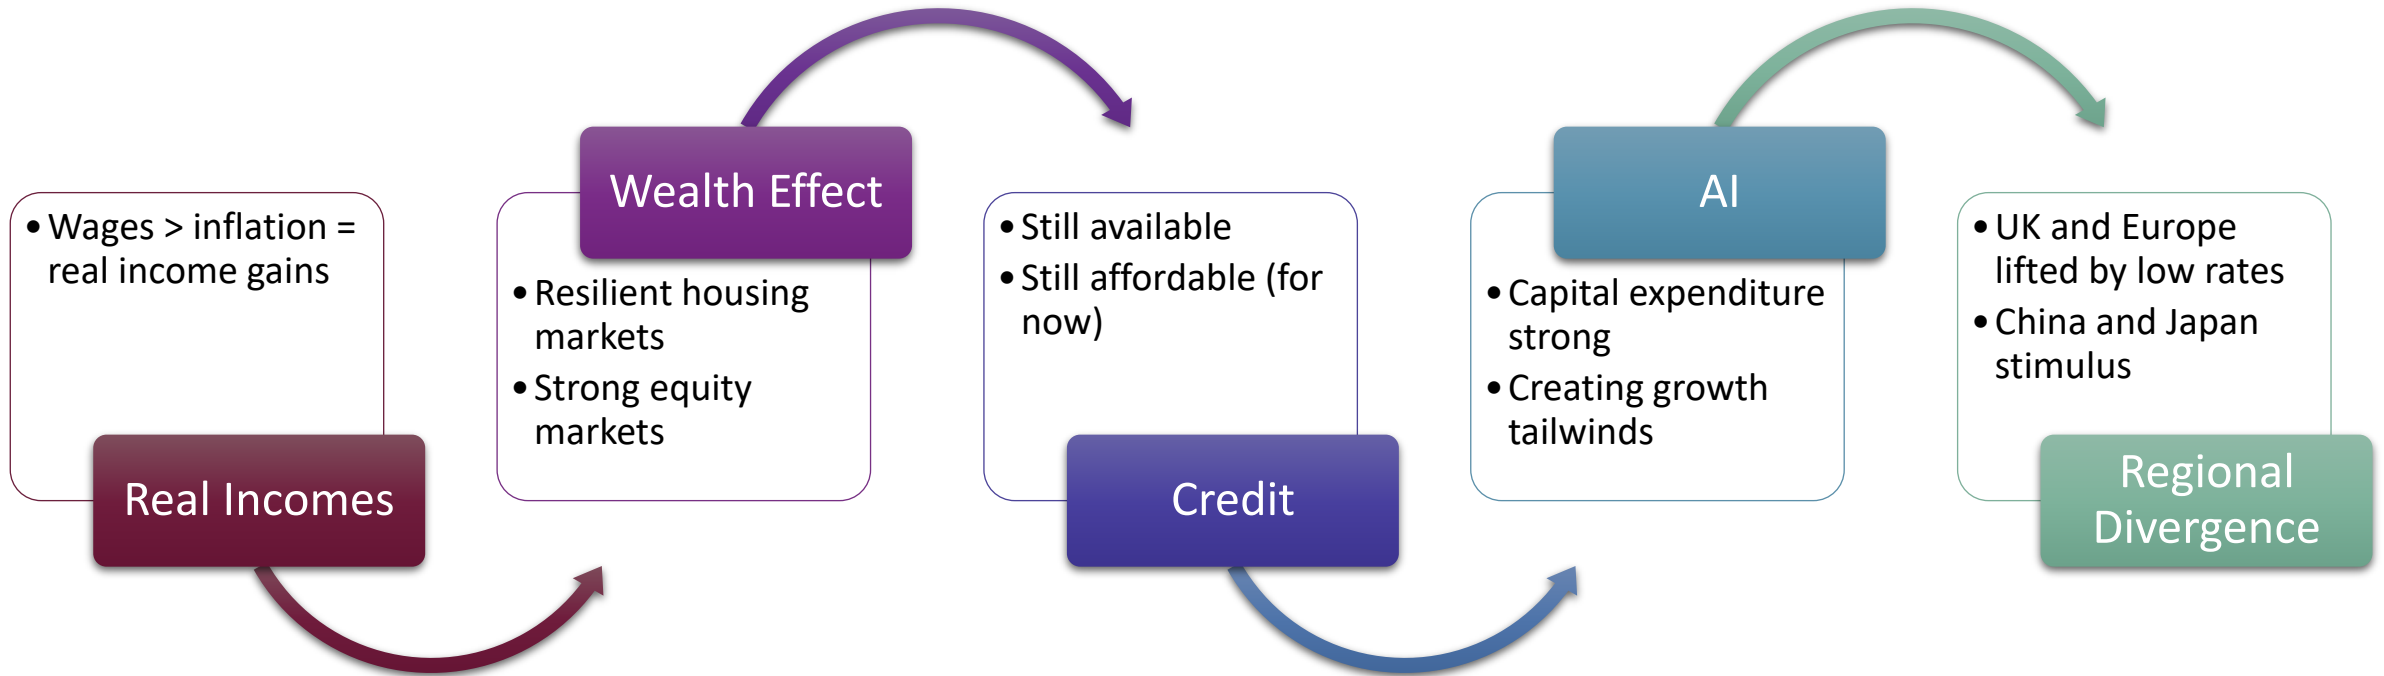 • Wages > inflation =
real income gains
Real Incomes
Wealth Effect
• Resilient housing
markets
• Strong equity
markets
• Still available
• Still affordable (for
now)
Credit
AI
• Capital expenditure
strong
• Creating growth
tailwinds
• UK and Europe
lifted by low rates
• China and Japan
stimulus
Regional
Divergence